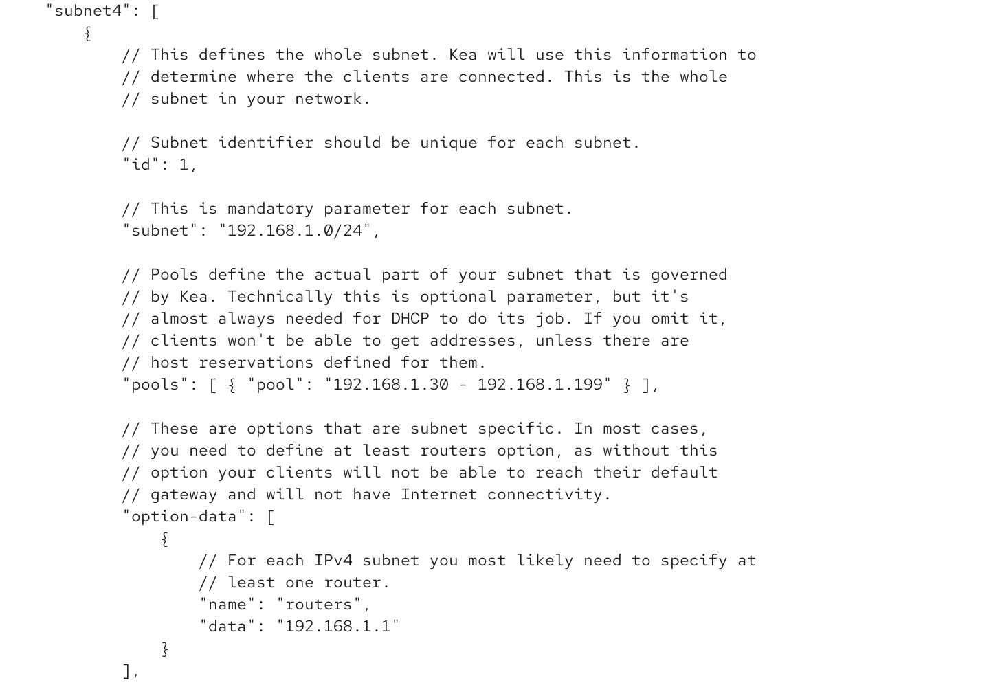 "subnet4": [
{
// This defines the whole subnet. Kea will use this information to
// determine where the clients are connected. This is the whole
// subnet in your network.
// Subnet identifier should be unique for each subnet.
"id": 1,
// This is mandatory parameter for each subnet.
"subnet": "192.168.1.0/24",
// Pools define the actual part of your subnet that is governed
// by Kea. Technically this is optional parameter, but it's
// almost always needed for DHCP to do its job. If you omit it,
// clients won't be able to get addresses, unless there are
// host reservations defined for them.
"pools": [ { "pool": "192.168.1.30 - 192.168.1.199" } ],
// These are options that are subnet specific. In most cases,
// you need to define at least routers option, as without this
// option your clients will not be able to reach their default
// gateway and will not have Internet connectivity.
"option-data": [
{
// For each IPv4 subnet you most likely need to specify at
// least one router.
"name": "routers",
"data": "192.168.1.1"
}
],